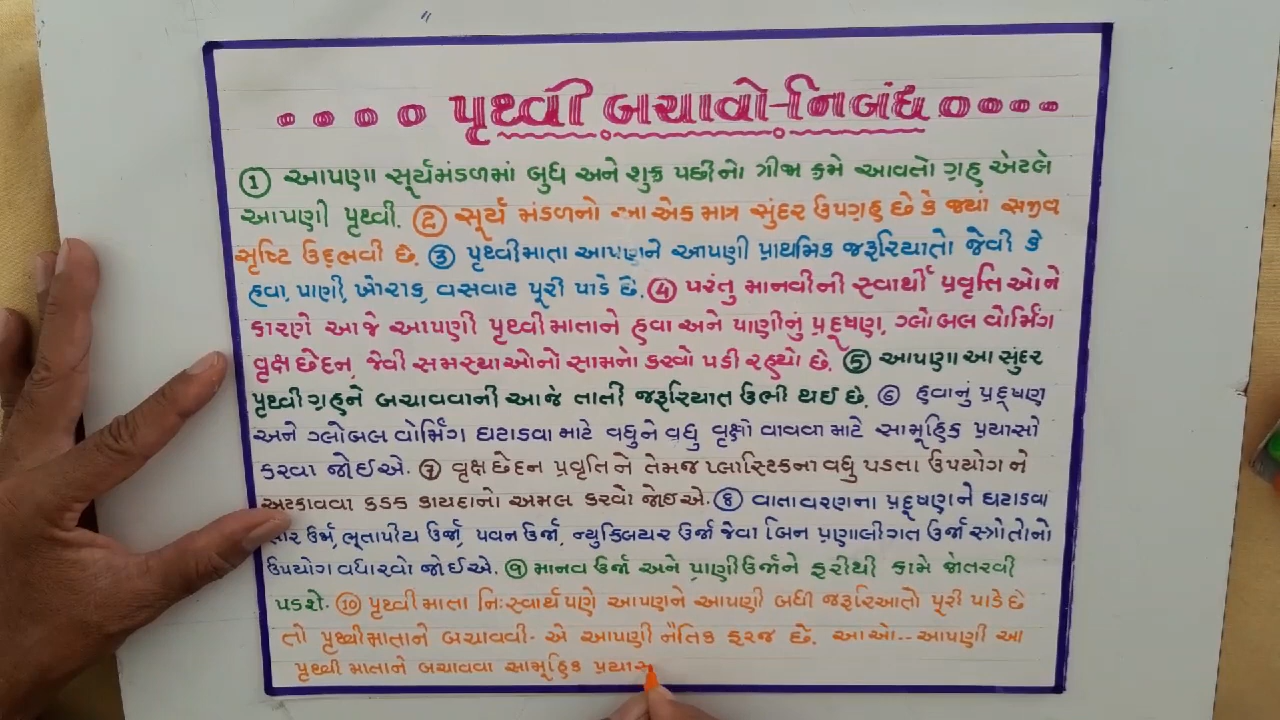 પૃથ્વી બચાવો-નિબંધ
① આપણા સૂર્યમંડળમાં બુધ અને શુક્ર પછીનો ત્રીજા ક્રમે આવતો ગ્રહ એટલે
આપણી પૃથ્વી. ② સૂર્ય મંડળનો આ એક માત્ર સુંદર ઉપગ્રહ છે કે જ્યાં સજીવ
સૃષ્ટિ ઉદ્દભવી છે. ③ પૃથ્વીમાતા આપણને આપણી પ્રાથમિક જરૂરિયાતો જેવી કે
હવા, પાણી, ખોરાક, વસવાટ પૂરી પાડે છે. ④ પરંતુ માનવીની સ્વાર્થી પ્રવૃત્તિઓને
કારણે આજે આપણી પૃથ્વી માતાને હવા અને પાણીનું પ્રદૂષણ, ગ્લોબલ વોર્મિંગ
વૃક્ષ છેદન, જેવી સમસ્યાઓનો સામનો કરવો પડી રહ્યો છે. ⑤ આપણા આ સુંદર
પૃથ્વી ગ્રહને બચાવવાની આજે તાતી જરૂરિયાત ઉભી થઈ છે. ⑥ હવાનું પ્રદૂષણ
અને ગ્લોબલ વોર્મિંગ ઘટાડવા માટે વધુને વધુ વૃક્ષો વાવવા માટે સામૂહિક પ્રયાસો
કરવા જોઈએ. ⑦ વૃક્ષ છેદન પ્રવૃતિ ને તેમજ પ્લાસ્ટિકના વધુ પડતા ઉપયોગ ને
અટકાવવા કડક કાયદાનો અમલ કરવો જોઈએ. ⑧ વાતાવરણના પ્રદૂષણને ઘટાડવા
ઉર્જા, ભૂતાપીય ઉર્જા, પવન ઉર્જા, ન્યુક્લિયર ઉર્જા જેવા બિન પ્રણાલીગત ઉર્જા સ્ત્રોતોનો
ઉપયોગ વધારવો જોઈએ. ⑨ માનવ ઉર્જા અને પ્રાણી ઉર્જાને ફરીથી કામે જોતરવી
પડશે. ⑩ પૃથ્વી માતા નિઃસ્વાર્થપણે આપણને આપણી બધી જરૂરિઆતો પૂરી પાડે છે
તો પૃથ્વીમાતાને બચાવવી- એ આપણી નૈતિક ફરજ છે. આઓ-- આપણી આ
પૃથ્વી માતાને બચાવવા સામૂહિક પ્રયાસ